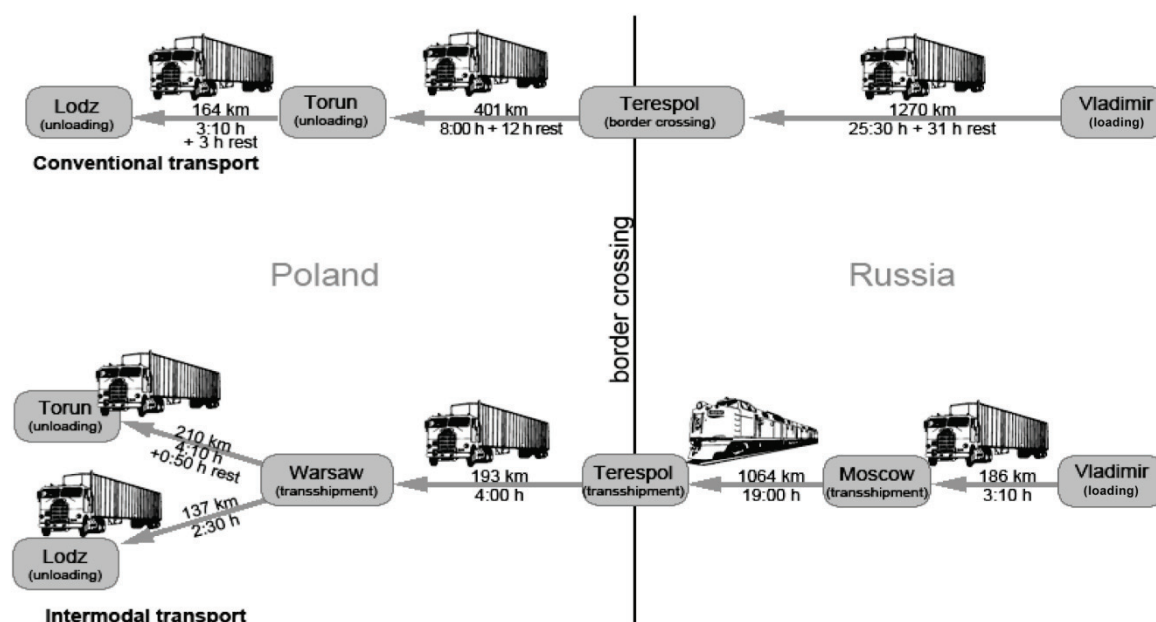 Lodz
(unloading)
164 km
3:10 h
+ 3 h rest
Torun
(unloading)
401 km
8:00 h + 12 h rest
Terespol
(border crossing)
1270 km
25:30 h + 31 h rest
Vladimir
(loading)
Conventional transport
Poland
border crossing
Russia
Torun
(unloading)
210 km
4:10 h
+0:50 h rest
Warsaw
(transshipment)
193 km
4:00 h
Terespol
(transshipment)
1064 km
19:00 h
Moscow
(transshipment)
186 km
3:10 h
Vladimir
(loading)
137 km
2:30 h
Lodz
(unloading)
Intermodal transport